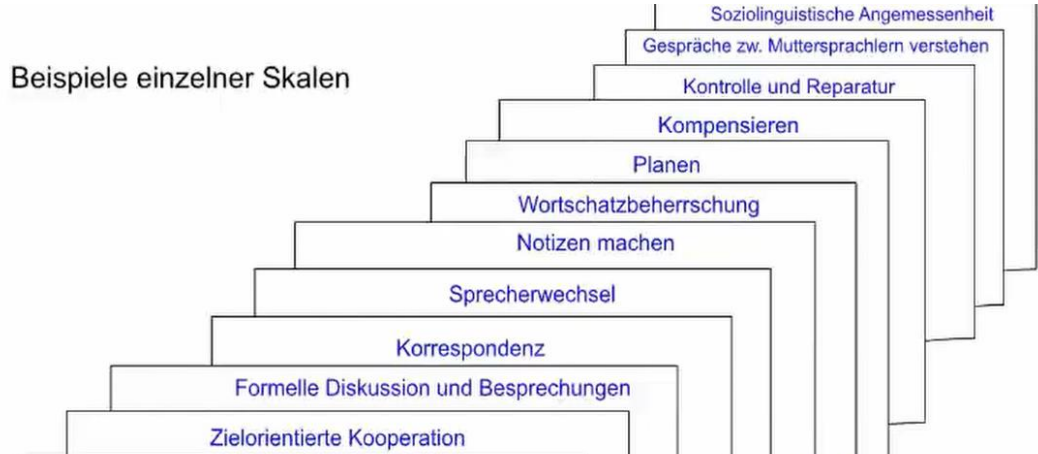 Soziolinguistische Angemessenheit
Gespräche zw. Muttersprachlern verstehen
Beispiele einzelner Skalen
Kontrolle und Reparatur
Kompensieren
Planen
Wortschatzbeherrschung
Notizen machen
Sprecherwechsel
Korrespondenz
Formelle Diskussion und Besprechungen
Zielorientierte Kooperation